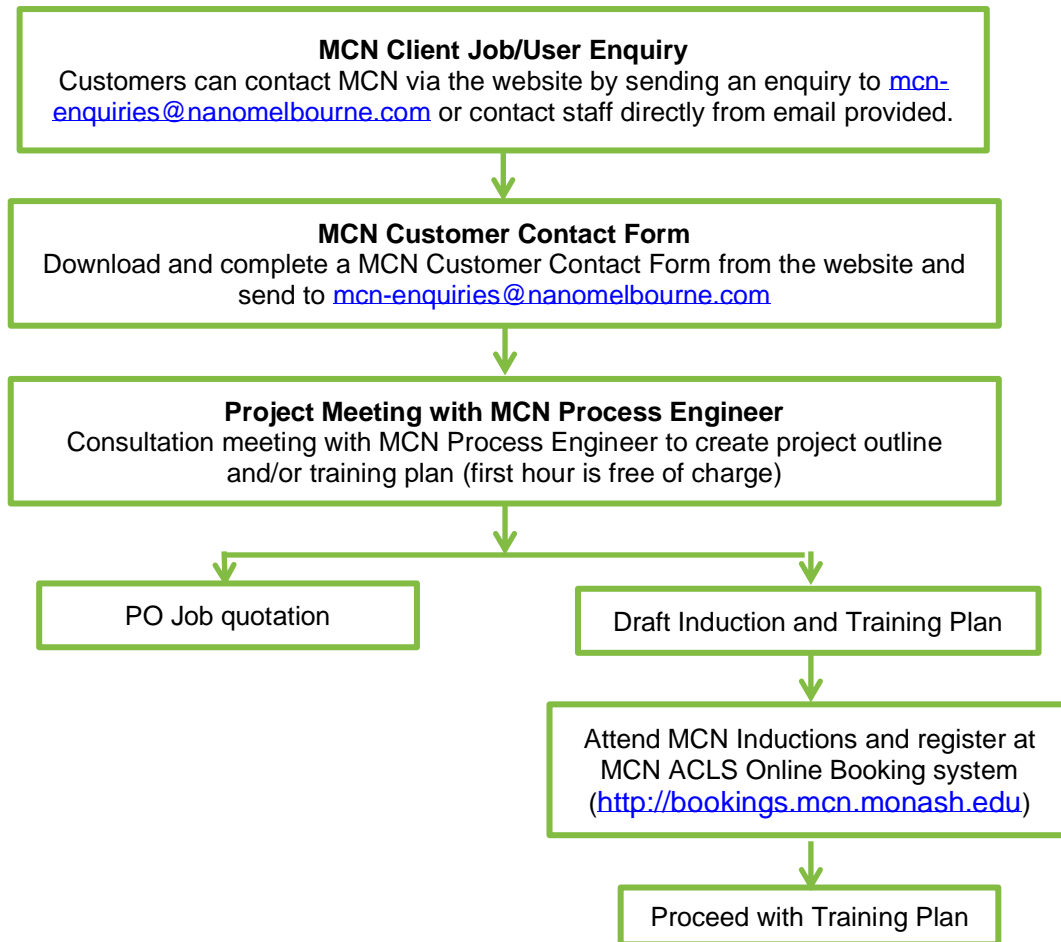 MCN Client Job/User Enquiry
Customers can contact MCN via the website by sending an enquiry to mcn-
enquiries@nanomelbourne.com or contact staff directly from email provided.
MCN Customer Contact Form
Download and complete a MCN Customer Contact Form from the website and
send to mcn-enquiries@nanomelbourne.com
Project Meeting with MCN Process Engineer
Consultation meeting with MCN Process Engineer to create project outline
and/or training plan (first hour is free of charge)
PO Job quotation
Draft Induction and Training Plan
Attend MCN Inductions and register at
MCN ACLS Online Booking system
(http://bookings.mcn.monash.edu)
Proceed with Training Plan